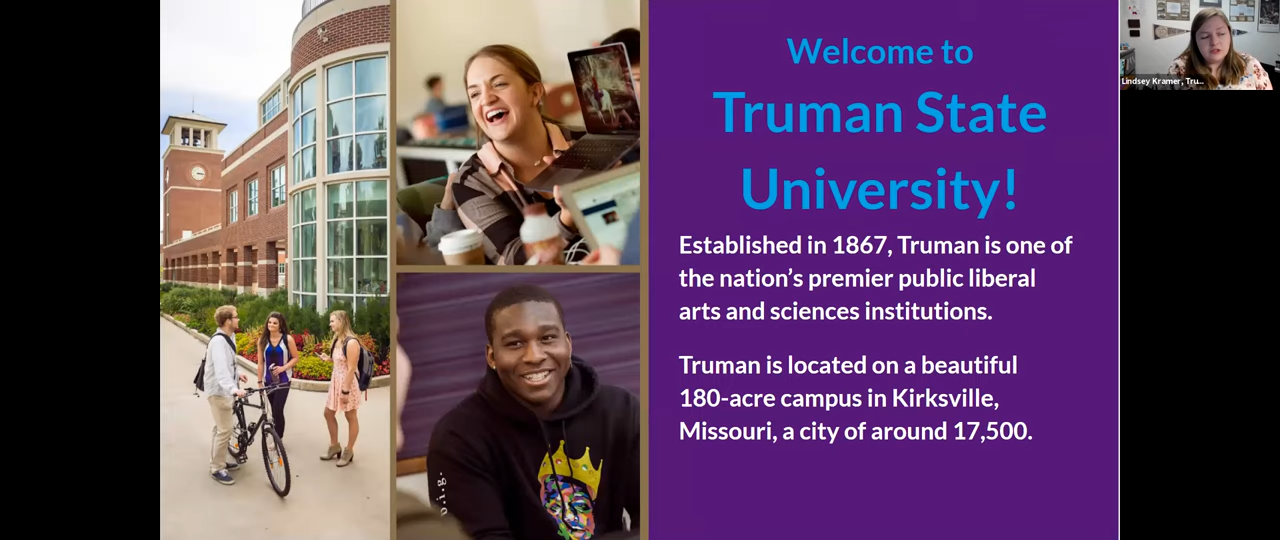 Welcome to
Truman State
University!
Established in 1867, Truman is one of
the nation’s premier public liberal
arts and sciences institutions.
Truman is located on a beautiful
180-acre campus in Kirksville,
Missouri, a city of around 17,500.
Lindsey Kramer, Tru...
o.i.g.